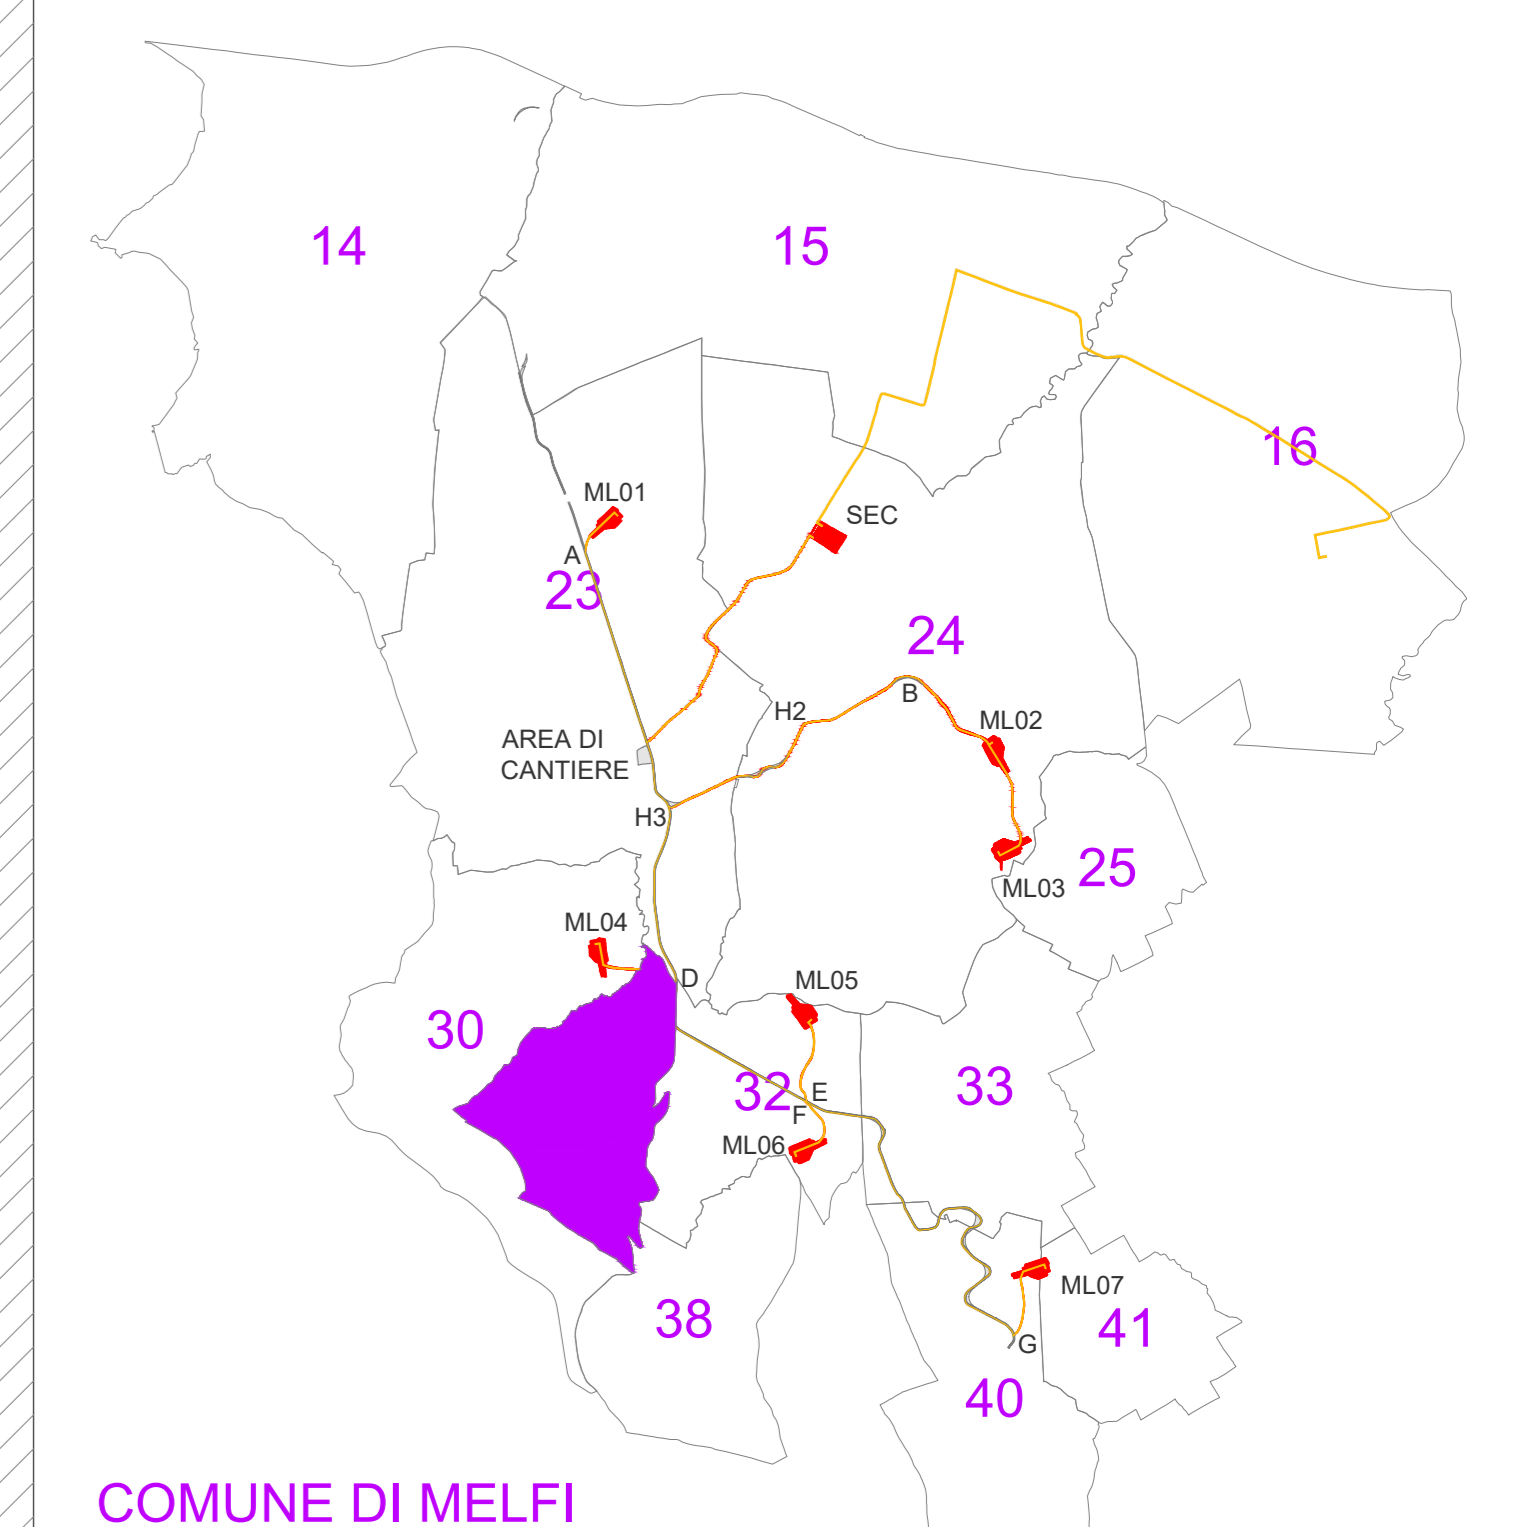 14
15
16
ML01
SEC
A
23
24
B
H2
ML02
AREA DI
CANTIERE
H3
25
ML03
ML04
D
ML05
30
32
E
33
F
ML06
ML07
38
41
G
40
COMUNE DI MELFI